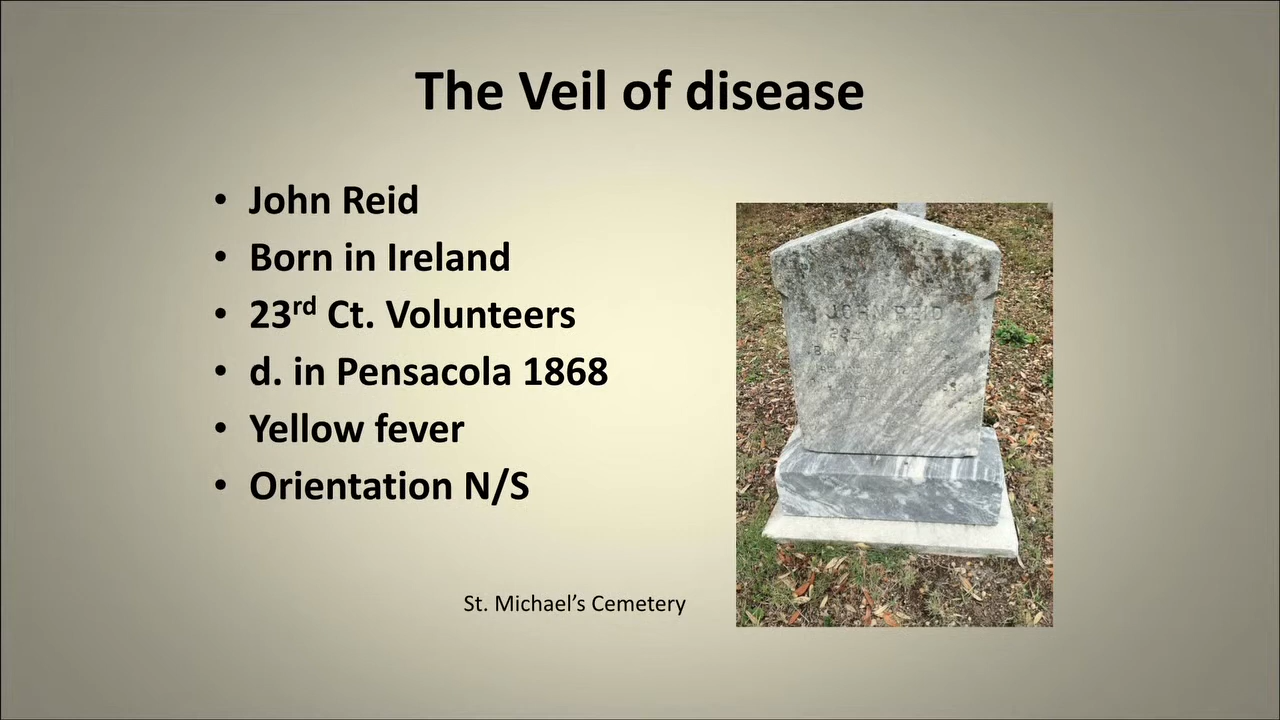 The Veil of disease
• John Reid
• Born in Ireland
• 23rd Ct. Volunteers
• d. in Pensacola 1868
• Yellow fever
• Orientation N/S
St. Michael’s Cemetery
JOHN REID